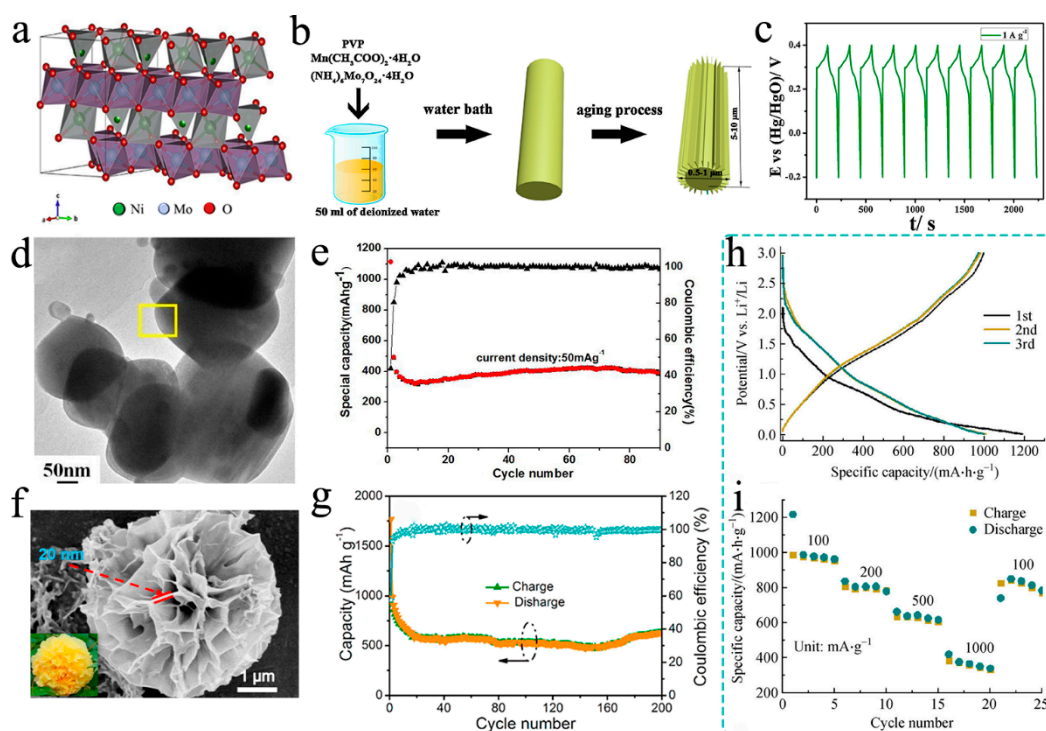 a
c
a
b
Ni
Mo
O
b
PVP
Mn(CH3COO)2·4H2O
(NH4)6Mo7O24·4H2O
50 ml of deionized water
water bath
aging process
5-10 μm
0.5-1 μm
c
E vs (Hg/HgO)/ V
0.4
0.2
0.0
-0.2
1 A g-1
0
500
1000
1500
2000
t/ s
d
50nm
e
Special capacity(mAhg-1)
1200
1000
800
600
400
200
0
current density:50mAg-1
100
80
60
40
20
0
Coulombic efficiency(%)
0
20
40
60
80
Cycle number
f
20 nm
1 μm
g
Capacity (mAh g-1)
2000
1500
1000
500
0
Charge
Disharge
120
100
80
60
40
20
0
Coulombic efficiency (%)
0
40
80
120
160
200
Cycle number
h
Potential/V vs. Li+/Li
3.0
2.5
2.0
1.5
1.0
0.5
0.0
1st
2nd
3rd
0
200
400
600
800
1000
1200
Specific capacity/(mA·h·g-1)
i
Specific capacity/(mA·h·g-1)
1200
1000
800
600
400
200
Charge
Discharge
100
200
500
1000
100
Unit: mA·g-1
0
5
10
15
20
25
Cycle number